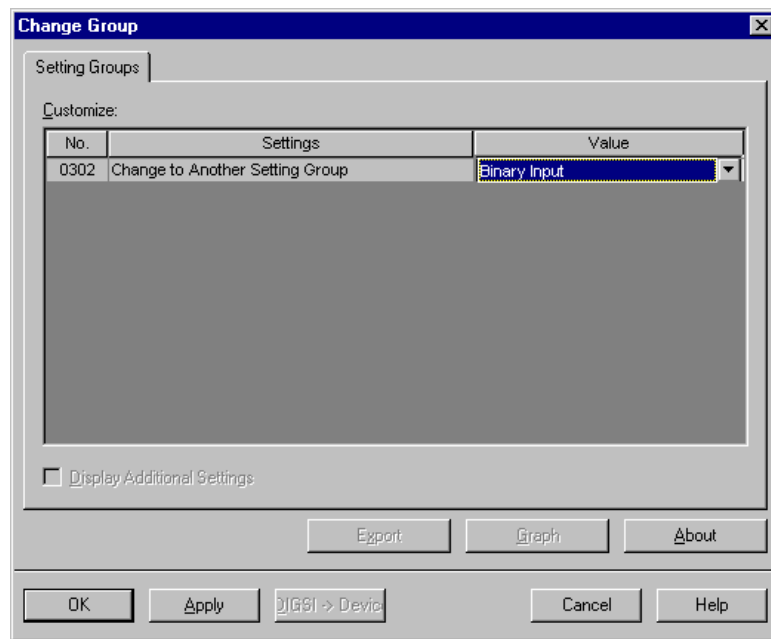 Change Group
Setting Groups
Customize:
No. Settings Value
0302 Change to Another Setting Group Binary Input
Display Additional Settings
Export Graph About
OK Apply DIGSI -> Devic Cancel Help